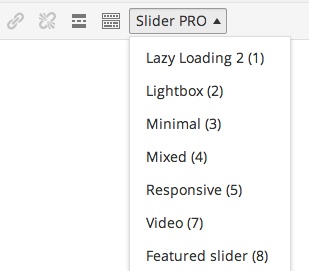 Slider PRO
Lazy Loading 2 (1)
Lightbox (2)
Minimal (3)
Mixed (4)
Responsive (5)
Video (7)
Featured slider (8)